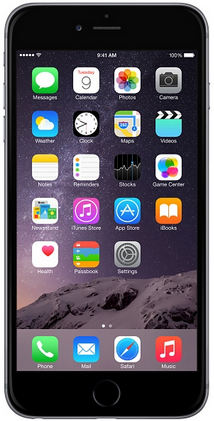 9:41 AM 100%
Tuesday
9
Messages Calendar Photos Camera
Weather Clock Maps Videos
Notes Reminders Stocks Game Center
Newsstand iTunes Store App Store iBooks
Health Passbook Settings
Phone Mail Safari Music